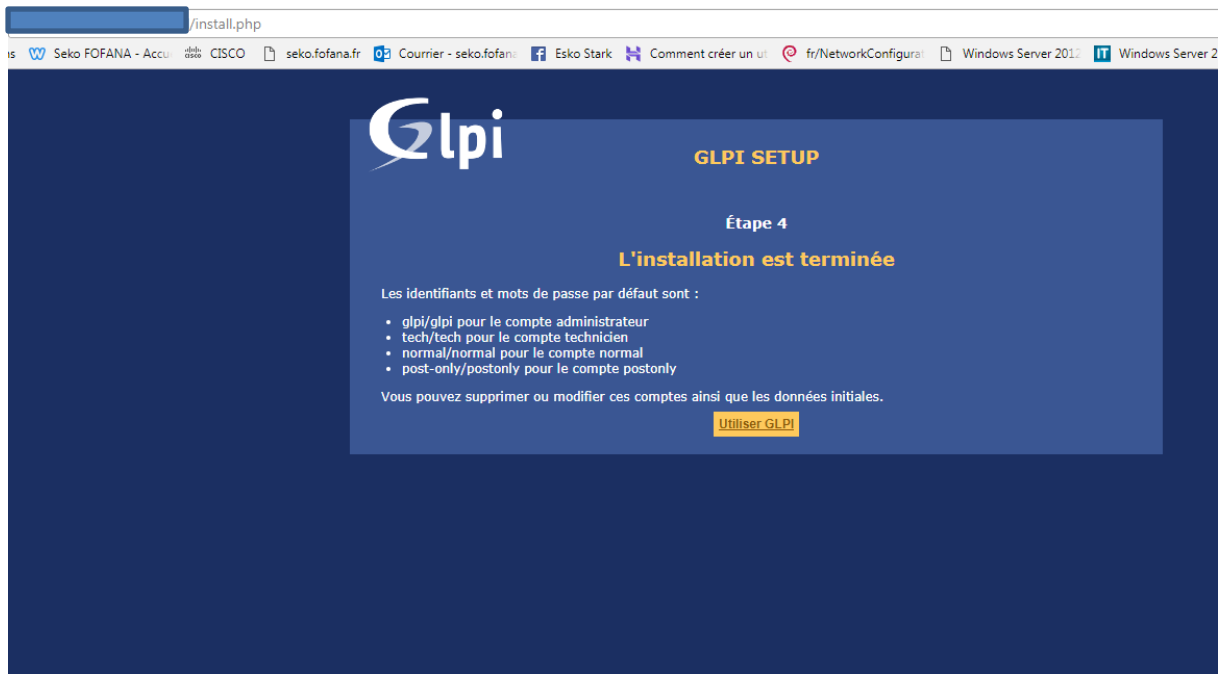 /install.php
ns Seko FOFANA - Accu CISCO seko.fofana.fr Courrier - seko.fofana Esko Stark Comment créer un ut fr/NetworkConfigurat Windows Server 2012 IT Windows Server 2
Glpi
GLPI SETUP
Étape 4
L'installation est terminée
Les identifiants et mots de passe par défaut sont :
• glpi/glpi pour le compte administrateur
• tech/tech pour le compte technicien
• normal/normal pour le compte normal
• post-only/postonly pour le compte postonly
Vous pouvez supprimer ou modifier ces comptes ainsi que les données initiales.
Utiliser GLPI